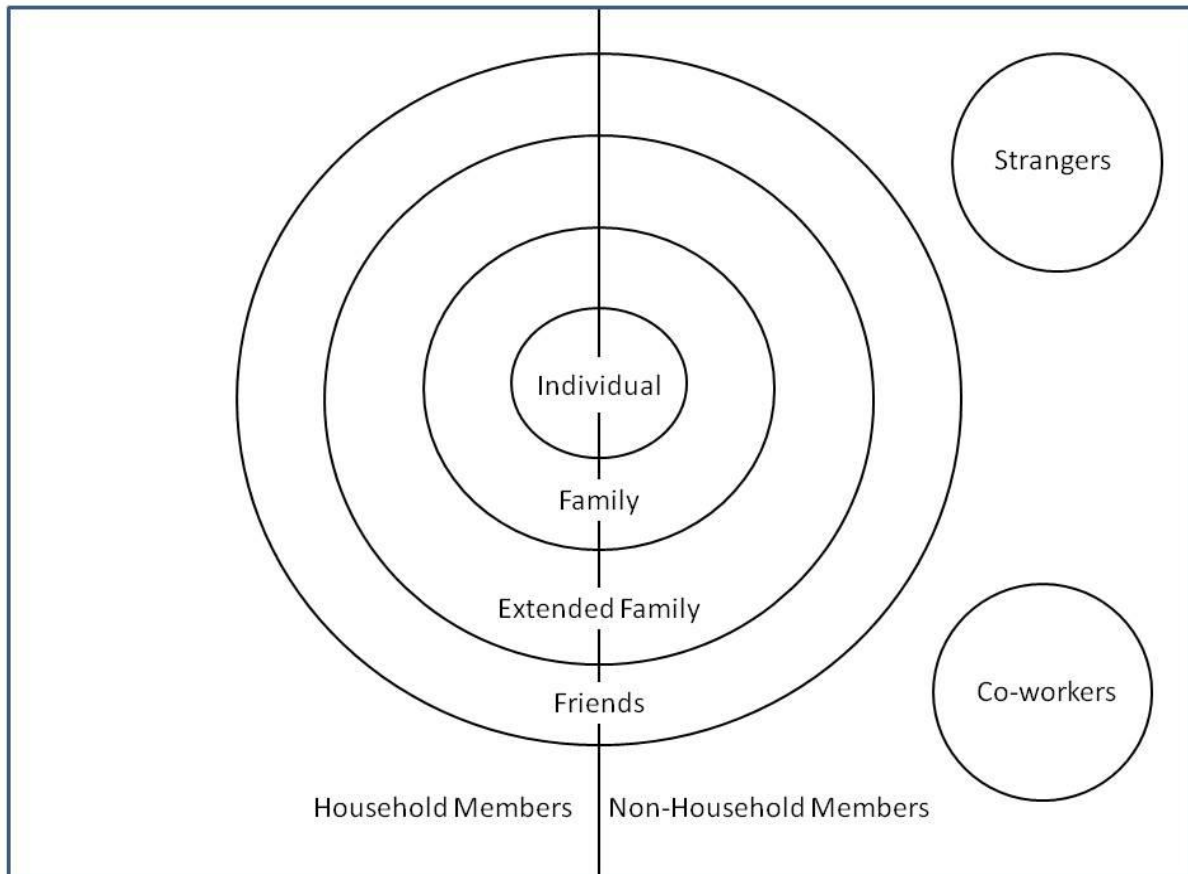 Strangers
Individual
Family
Extended Family
Friends
Co-workers
Household Members
Non-Household Members